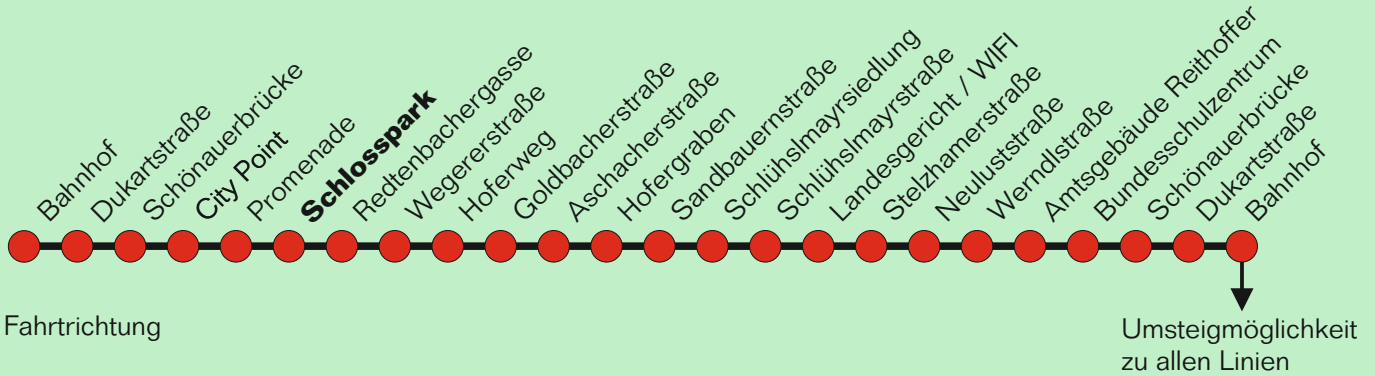 Bahnhof
Dukartstraße
Schönauerbrücke
City Point
Promenade
Schlosspark
Redtenbachergasse
Wegererstraße
Hoferweg
Goldbacherstraße
Aschacherstraße
Hofergraben
Sandbauernstraße
Schlühslmayrsiedlung
Schlühslmayrstraße
Landesgericht / WIFI
Stelzhamerstraße
Neuluststraße
Werndlstraße
Amtsgebäude Reithoffer
Bundesschulzentrum
Schönauerbrücke
Dukartstraße
Bahnhof
Fahrtrichtung
Umsteigmöglichkeit
zu allen Linien